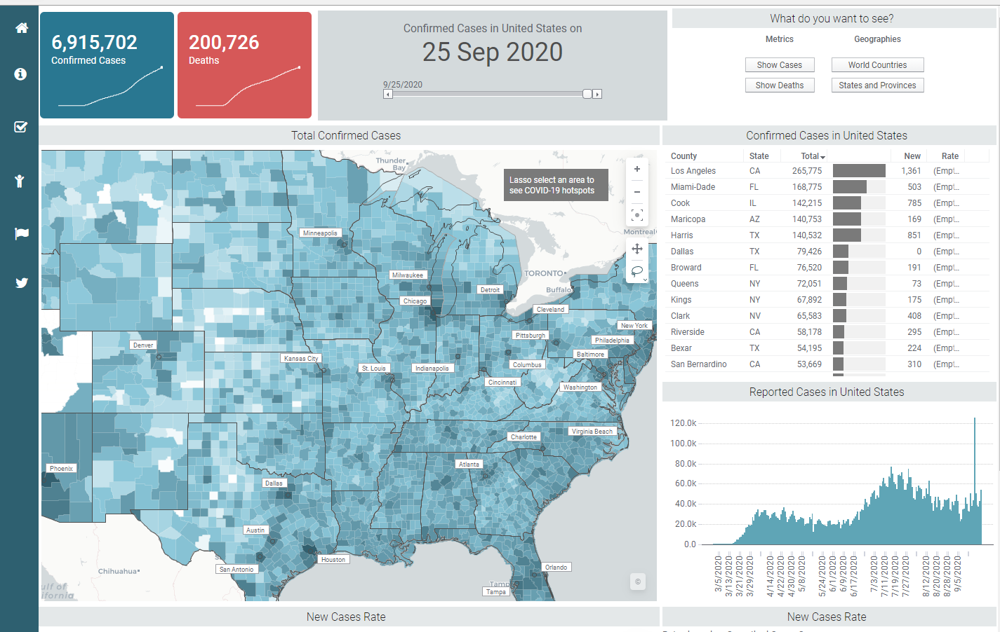 6,915,702
Confirmed Cases
200,726
Deaths
Confirmed Cases in United States on
25 Sep 2020
9/25/2020
What do you want to see?
Metrics
Geographies
Show Cases
World Countries
Show Deaths
States and Provinces
Total Confirmed Cases
Thunder
Bay
Lasso select an area to
see COVID-19 hotspots
Montreal
Minneapolis
Milwaukee
TORONTO
Detroit
Buffalo
Chicago
Cleveland
New York
Pittsburgh
Philadelphia
Denver
Baltimore
Kansas City
St. Louis
Indianapolis
Columbus
Cincinnati
Washington
Virginia Beach
Charlotte
Phoenix
Atlanta
Dallas
Austin
Houston
San Antonio
Chihuahua
Orlando
Tamp
Tampa
ulf of
ifornia
©
Confirmed Cases in United States
County State Total New Rate
Los Angeles CA 265,775 1,361 (Empt...
Miami-Dade FL 168,775 503 (Empt...
Cook IL 142,215 785 (Empt...
Maricopa AZ 140,753 169 (Empt...
Harris TX 140,532 851 (Empt...
Dallas TX 79,426 0 (Empt...
Broward FL 76,520 191 (Empt...
Queens NY 72,051 73 (Empt...
Kings NY 67,892 175 (Empt...
Clark NV 65,583 408 (Empt...
Riverside CA 58,178 295 (Empt...
Bexar TX 54,195 224 (Empt...
San Bernardino CA 53,669 310 (Empt...
Reported Cases in United States
120.0k
100.0k
80.0k
60.0k
40.0k
20.0k
0.0
3/5/2020
3/13/2020
3/21/2020
3/29/2020
4/14/2020
4/22/2020
4/30/2020
5/8/2020
5/24/2020
6/1/2020
6/9/2020
6/17/2020
7/3/2020
7/11/2020
7/19/2020
7/27/2020
8/12/2020
8/20/2020
8/28/2020
9/5/2020
New Cases Rate
New Cases Rate